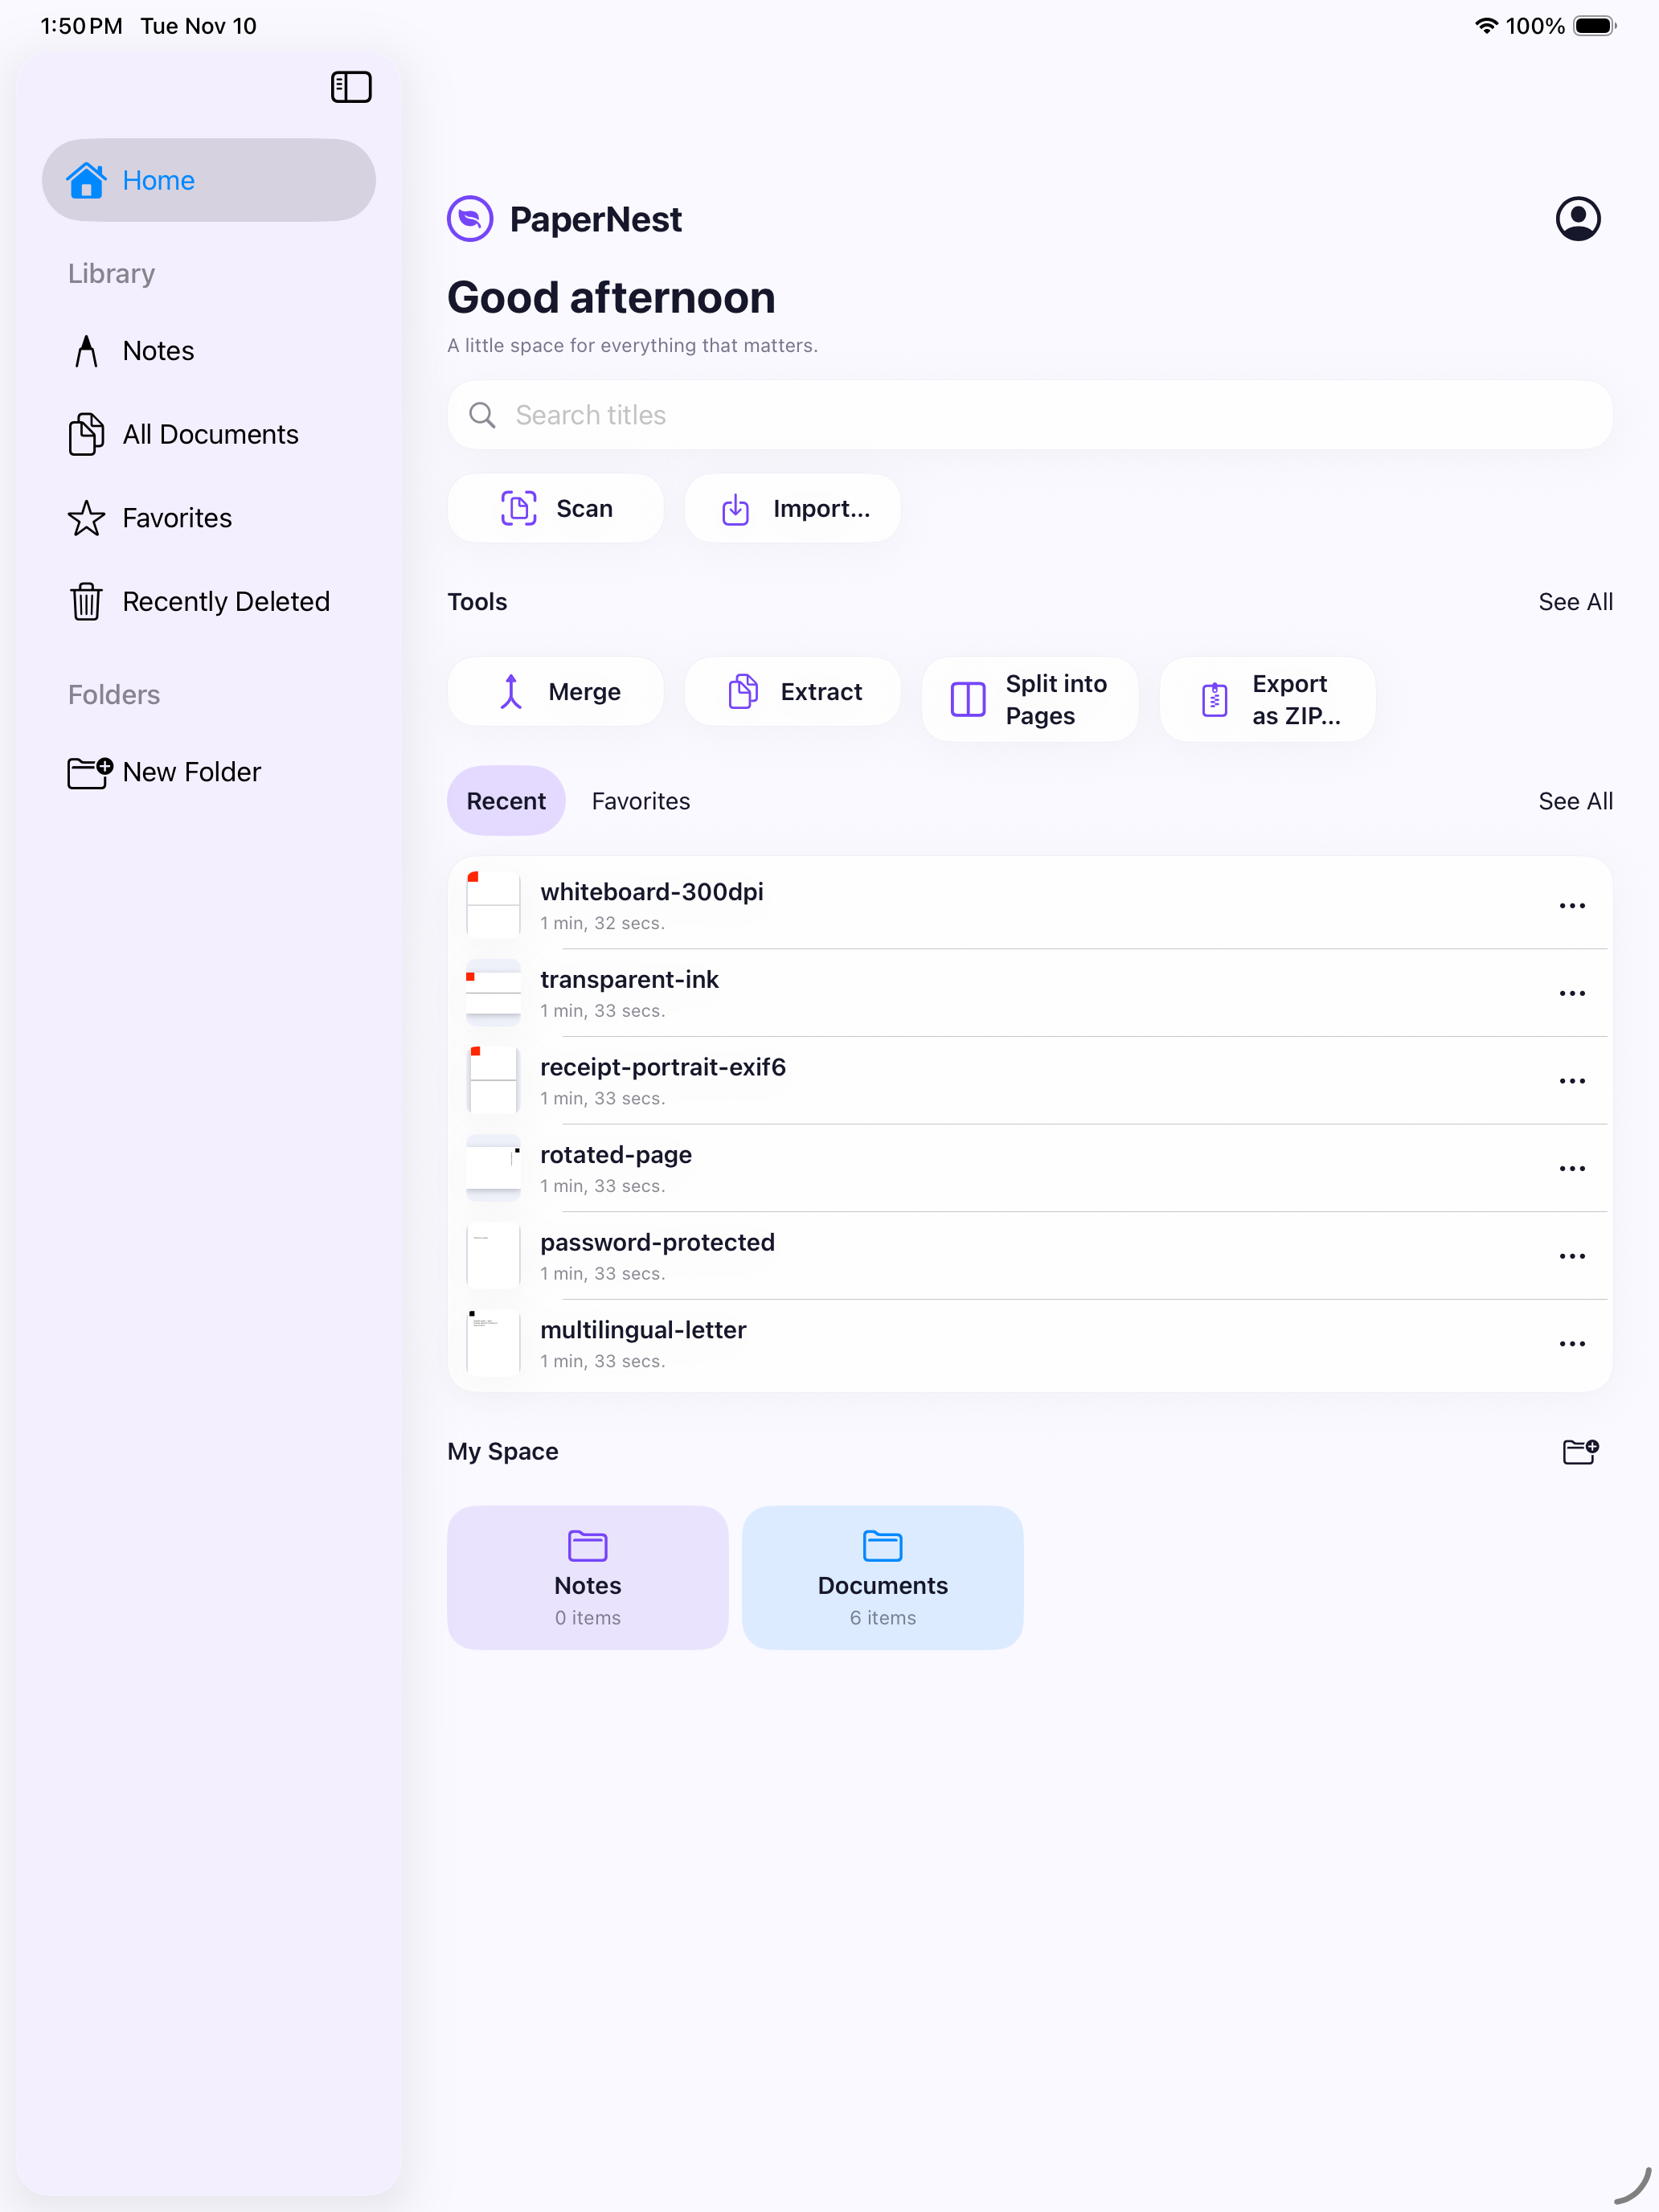 1:50 PM Tue Nov 10
100%
Home
Library
Notes
All Documents
Favorites
Recently Deleted
Folders
New Folder
PaperNest
Good afternoon
A little space for everything that matters.
Search titles
Scan
Import...
Tools
See All
Merge
Extract
Split into
Pages
Export
as ZIP...
Recent
Favorites
See All
whiteboard-300dpi
1 min, 32 secs.
transparent-ink
1 min, 33 secs.
receipt-portrait-exif6
1 min, 33 secs.
rotated-page
1 min, 33 secs.
password-protected
1 min, 33 secs.
multilingual-letter
1 min, 33 secs.
My Space
Notes
0 items
Documents
6 items